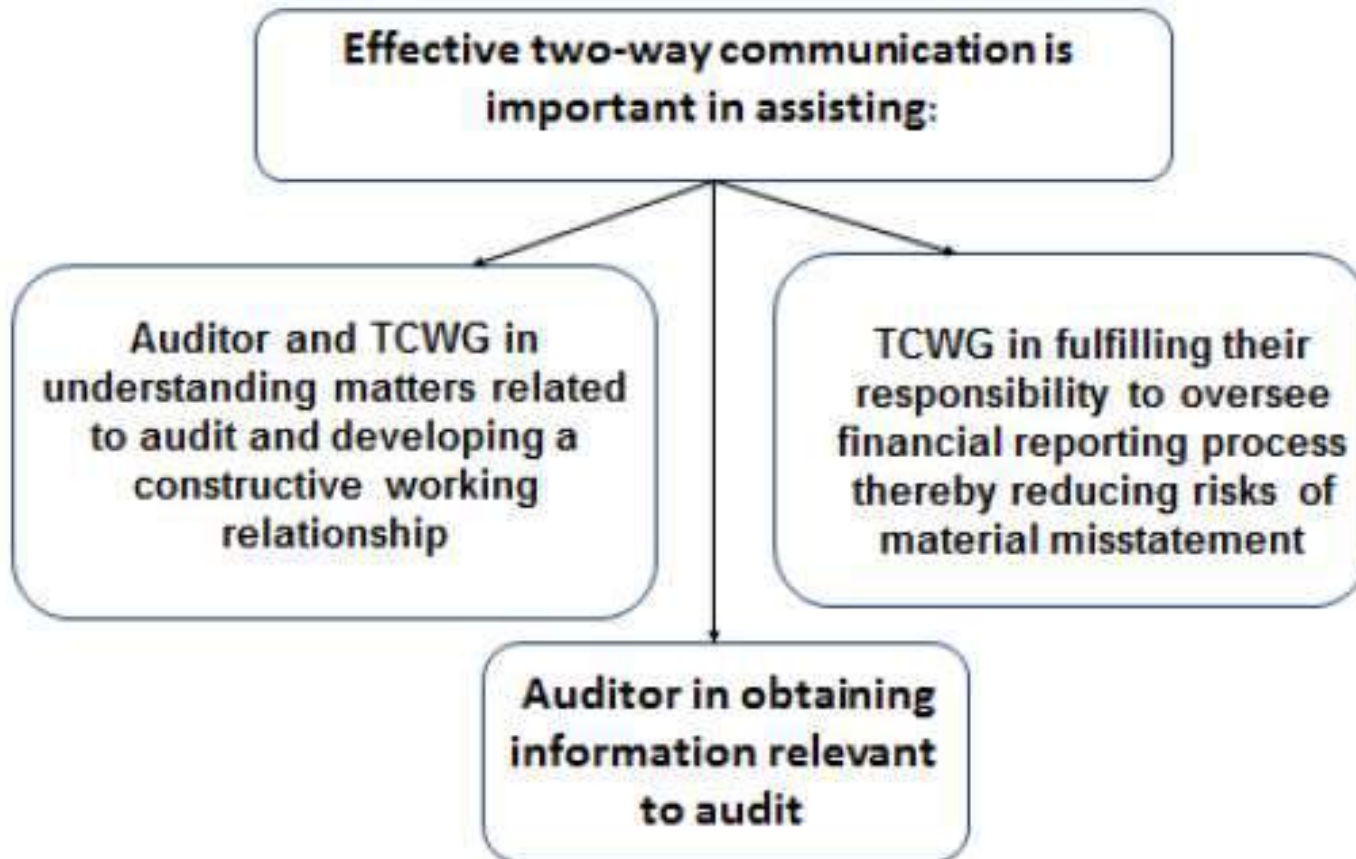 Effective two-way communication is
important in assisting:
Auditor and TCWG in
understanding matters related
to audit and developing a
constructive working
relationship
TCWG in fulfilling their
responsibility to oversee
financial reporting process
thereby reducing risks of
material misstatement
Auditor in obtaining
information relevant
to audit